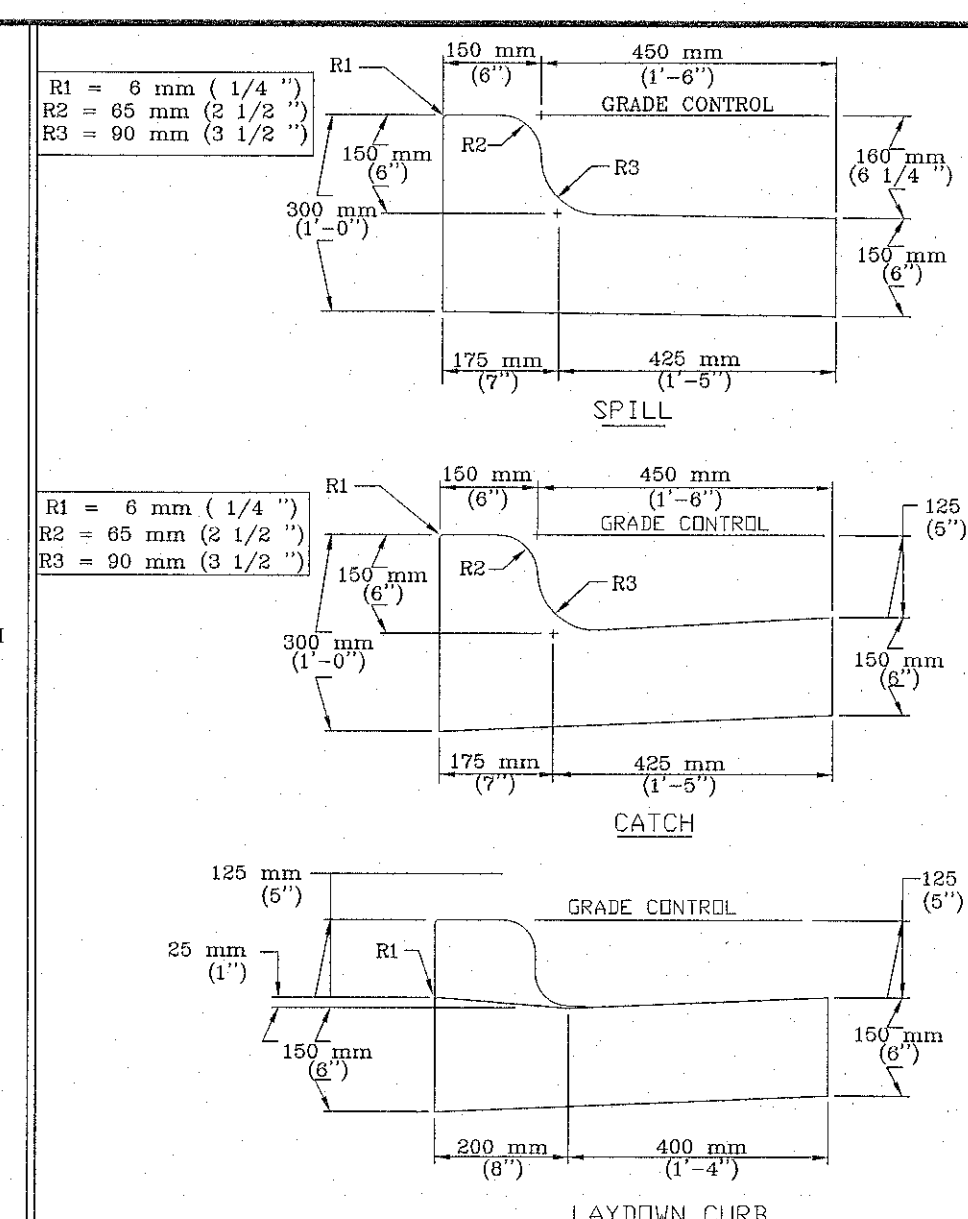 150 mm
(6")
450 mm
(1'-6")
R1
R1 = 6 mm ( 1/4 ")
R2 = 65 mm (2 1/2 ")
R3 = 90 mm (3 1/2 ")
GRADE CONTROL
R2
R3
150 mm
(6")
160 mm
(6 1/4 ")
300 mm
(1'-0")
150 mm
(6")
175 mm
(7")
425 mm
(1'-5")
SPILL
150 mm
(6")
450 mm
(1'-6")
R1
R1 = 6 mm ( 1/4 ")
R2 = 65 mm (2 1/2 ")
R3 = 90 mm (3 1/2 ")
GRADE CONTROL
125
(5")
R2
R3
150 mm
(6")
300 mm
(1'-0")
150 mm
(6")
175 mm
(7")
425 mm
(1'-5")
CATCH
125 mm
(5")
GRADE CONTROL
125
(5")
25 mm
(1")
R1
150 mm
(6")
150 mm
(6")
200 mm
(8")
400 mm
(1'-4")
LAYDOWN CURB